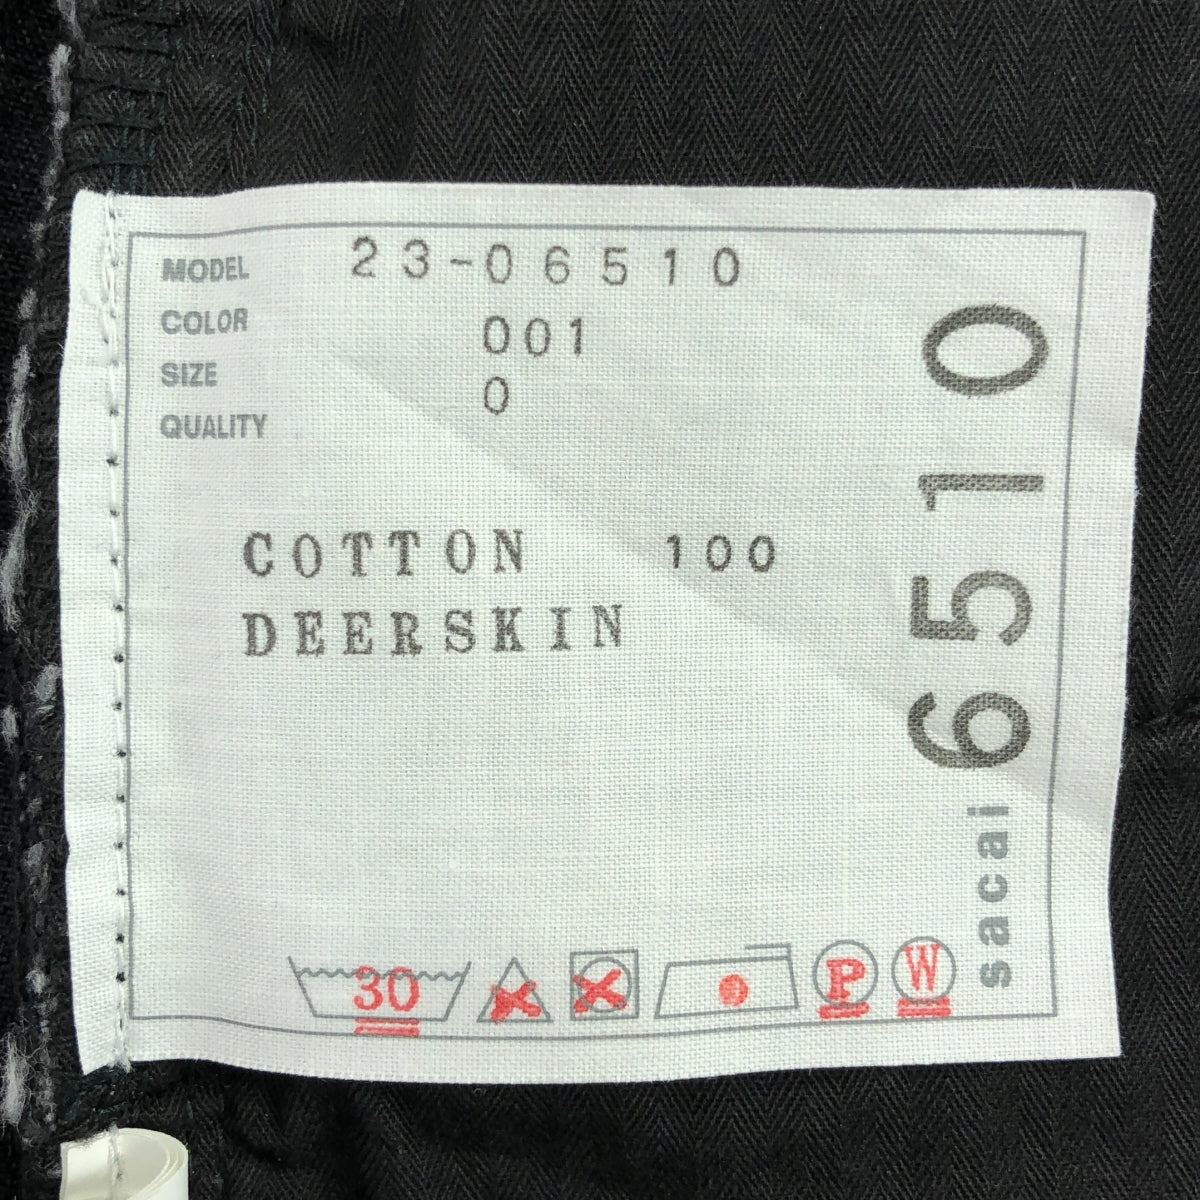 MODEL 23-06510
COLOR 001
SIZE 0
QUALITY
COTTON 100
DEERSKIN
30
P
W
sacai 6510